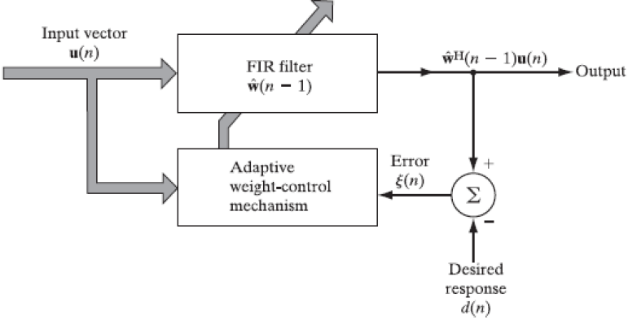 Input vector
u(n)
FIR filter
ŵ(n − 1)
ŵᴴ(n − 1)u(n)
Output
Adaptive
weight-control
mechanism
Error
ξ(n)
+
Σ
−
Desired
response
d(n)